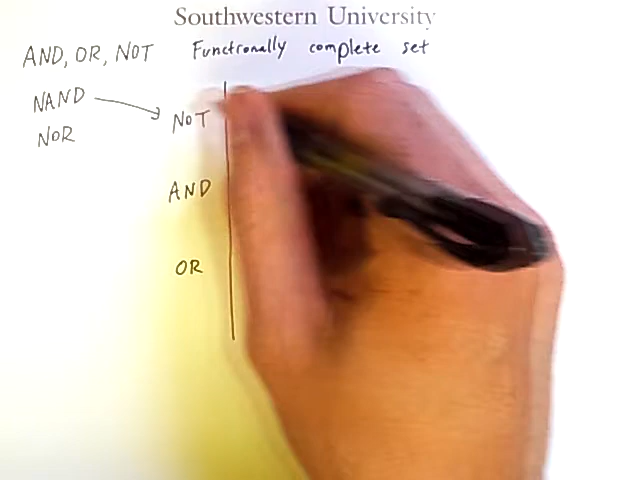 Southwestern University
AND, OR, NOT Functionally complete set
NAND
NOR
NOT
AND
OR